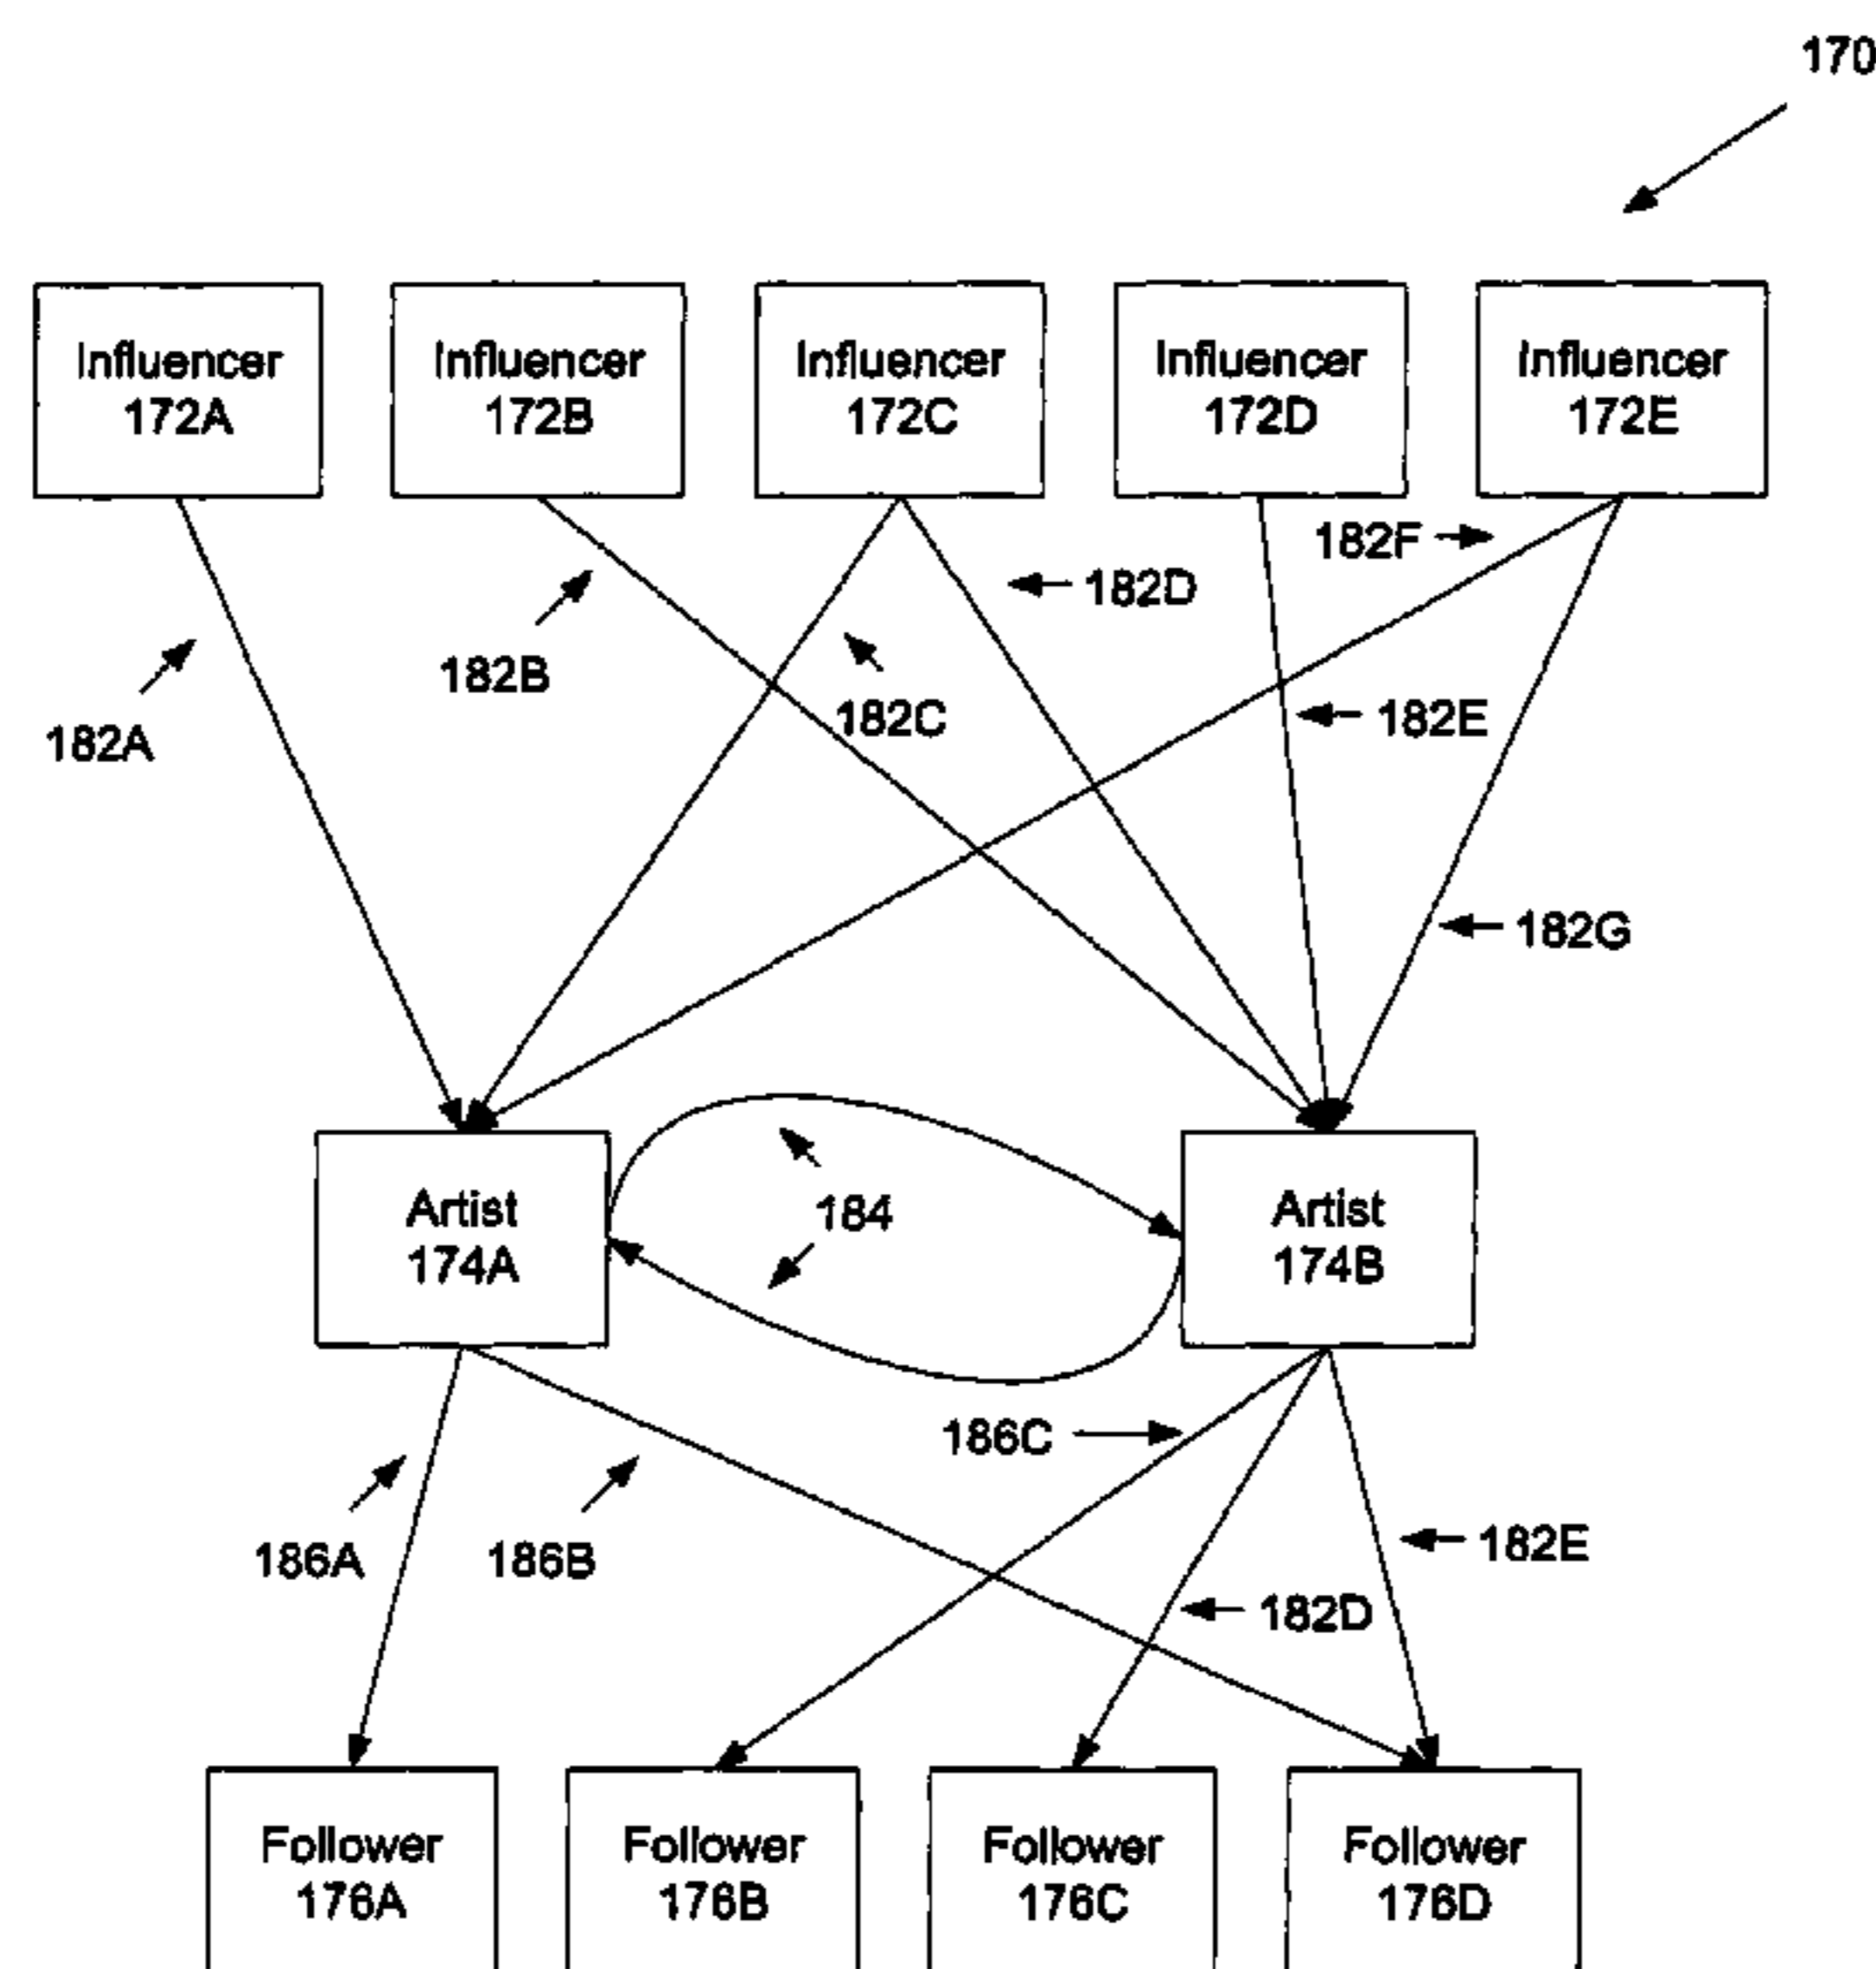 170
Influencer
172A
Influencer
172B
Influencer
172C
Influencer
172D
Influencer
172E
182F
182D
182B
182C
182E
182A
182G
Artist
174A
184
Artist
174B
186C
186A
186B
182E
182D
Follower
176A
Follower
176B
Follower
176C
Follower
176D